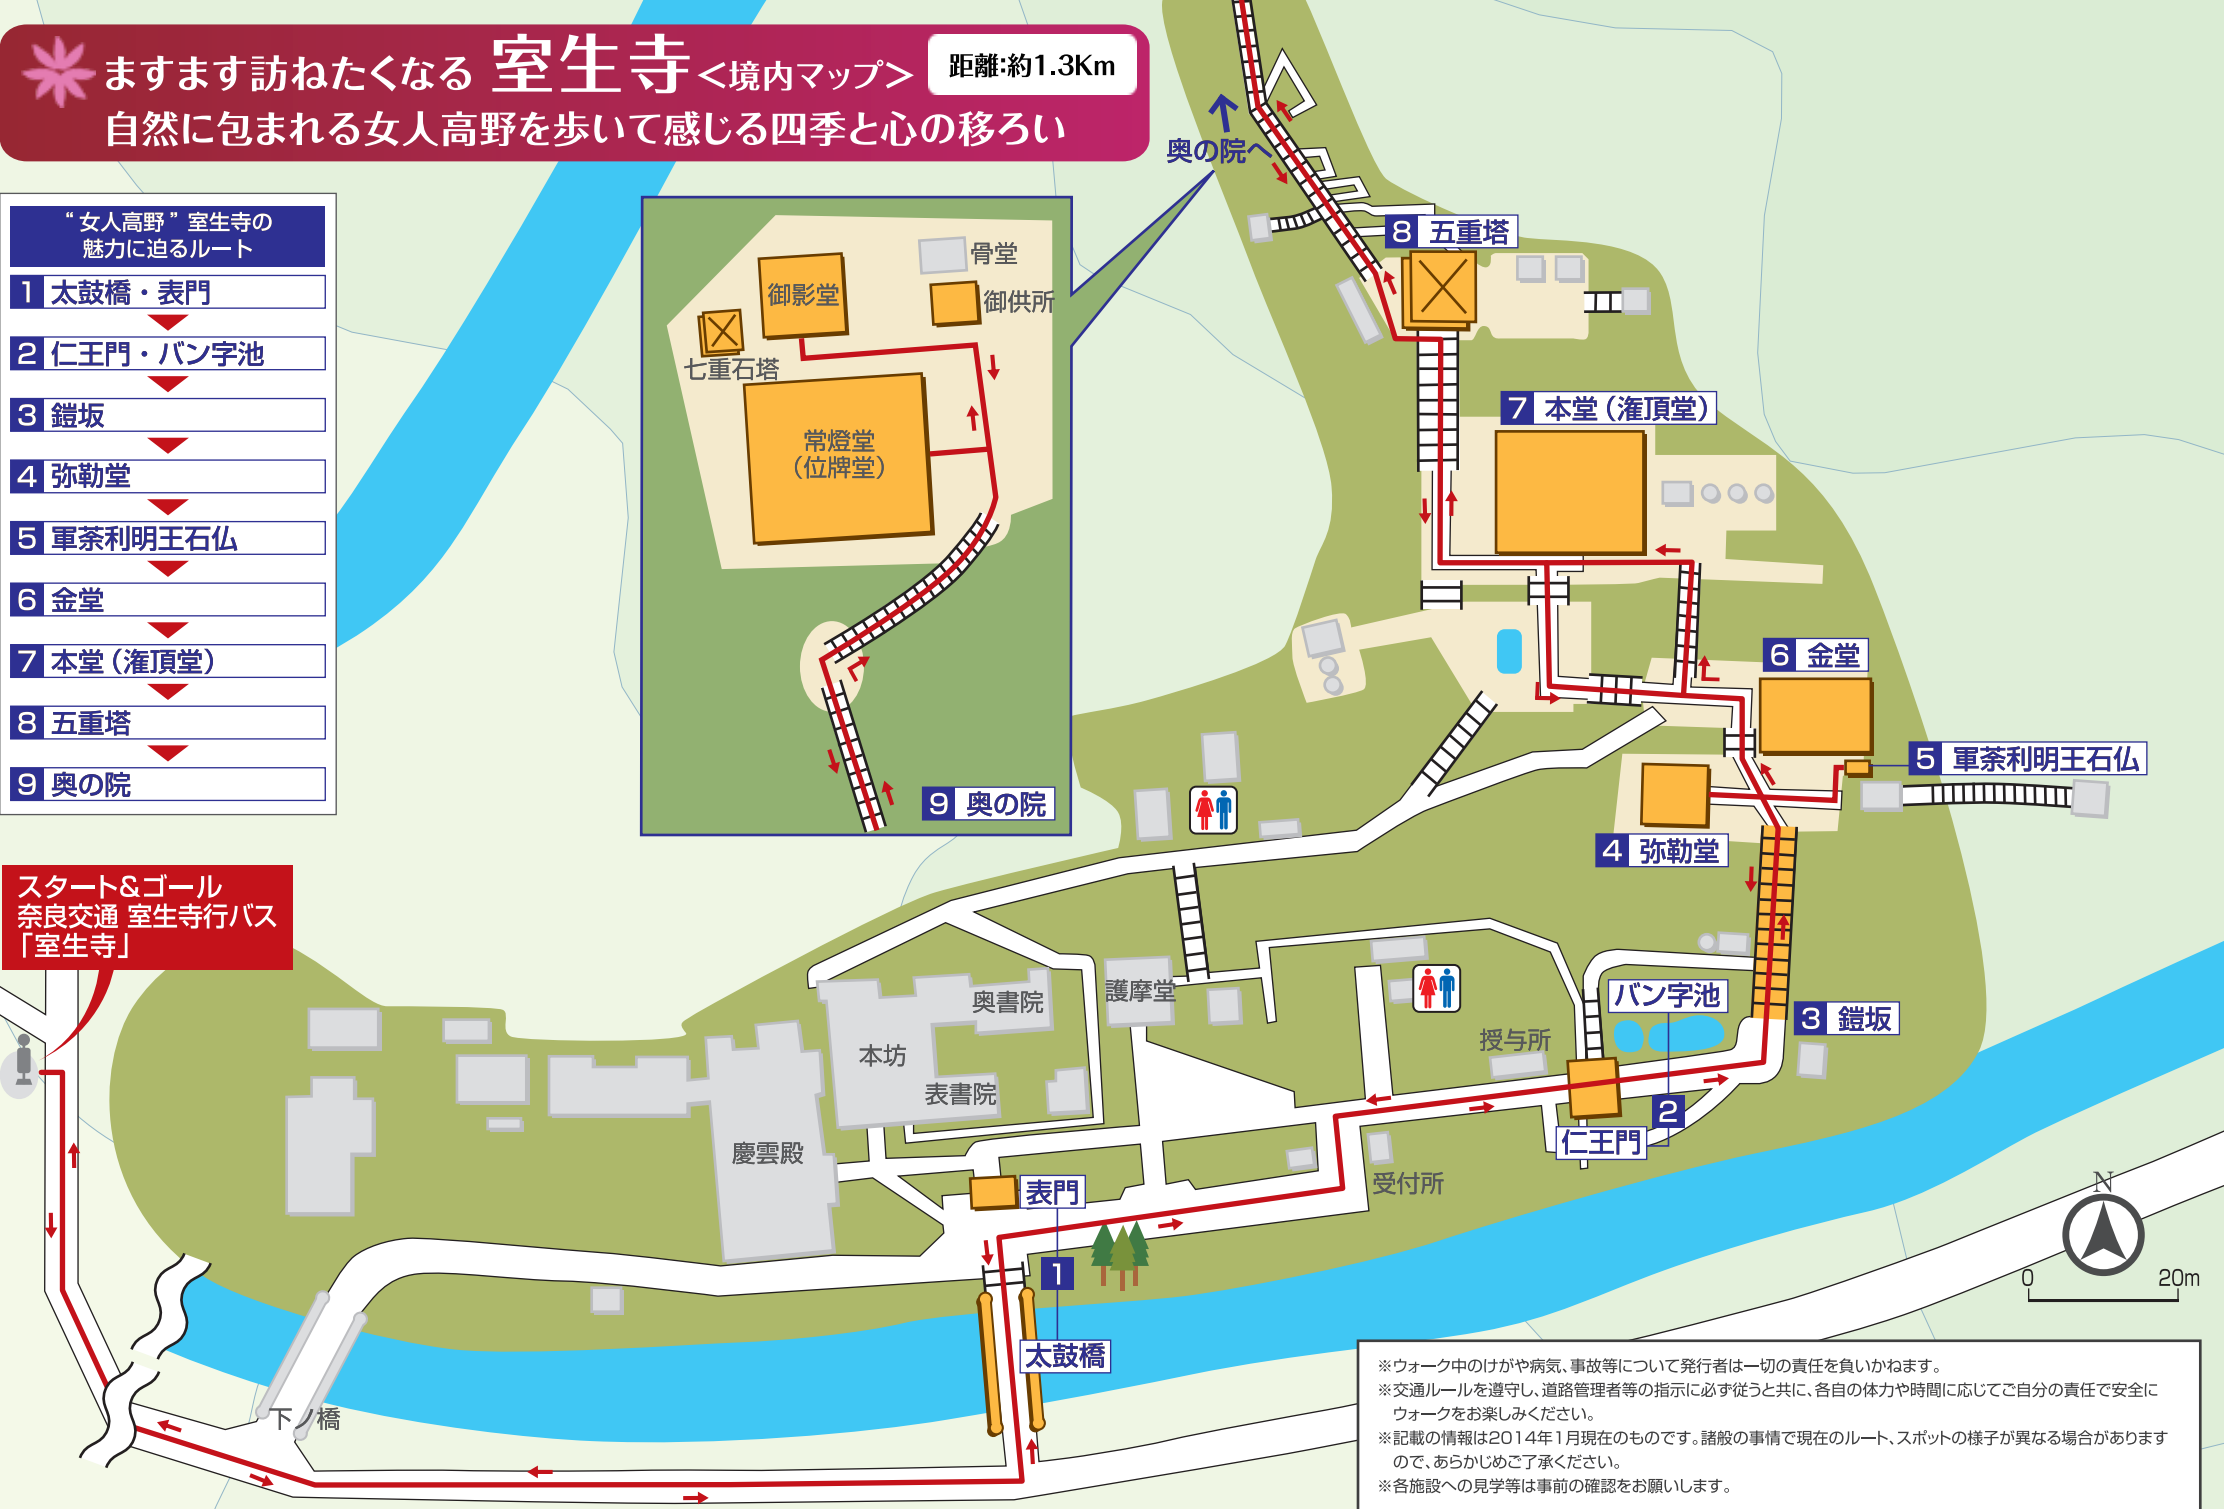 ますます訪ねたくなる 室生寺 <境内マップ>
距離:約1.3Km
自然に包まれる女人高野を歩いて感じる四季と心の移ろい
“女人高野”室生寺の
魅力に迫るルート
1 太鼓橋・表門
2 仁王門・バン字池
3 鎧坂
4 弥勒堂
5 軍荼利明王石仏
6 金堂
7 本堂(潅頂堂)
8 五重塔
9 奥の院
奥の院へ
骨堂
御影堂
御供所
七重石塔
常燈堂
(位牌堂)
9 奥の院
8 五重塔
7 本堂(潅頂堂)
6 金堂
5 軍荼利明王石仏
4 弥勒堂
3 鎧坂
バン字池
2
仁王門
授与所
受付所
護摩堂
奥書院
本坊
表書院
慶雲殿
表門
1
太鼓橋
下ノ橋
スタート&ゴール
奈良交通 室生寺行バス
「室生寺」
N
0 20m
※ウォーク中のけがや病気、事故等について発行者は一切の責任を負いかねます。
※交通ルールを遵守し、道路管理者等の指示に必ず従うと共に、各自の体力や時間に応じてご自分の責任で安全に
ウォークをお楽しみください。
※記載の情報は2014年1月現在のものです。諸般の事情で現在のルート、スポットの様子が異なる場合があります
ので、あらかじめご了承ください。
※各施設への見学等は事前の確認をお願いします。